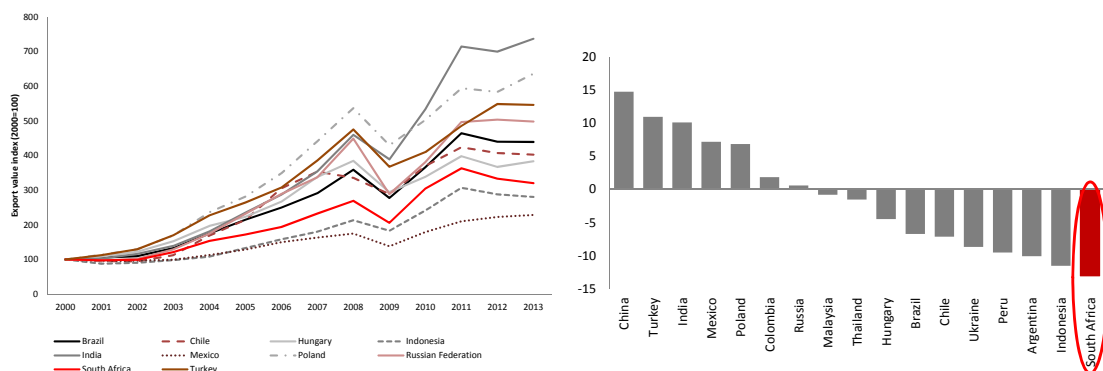 Export value index (2000=100)
800
700
600
500
400
300
200
100
0
2000 2001 2002 2003 2004 2005 2006 2007 2008 2009 2010 2011 2012 2013
Brazil Chile Hungary Indonesia
India Mexico Poland Russian Federation
South Africa Turkey
20
15
10
5
0
-5
-10
-15
China
Turkey
India
Mexico
Poland
Colombia
Russia
Malaysia
Thailand
Hungary
Brazil
Chile
Ukraine
Peru
Argentina
Indonesia
South Africa